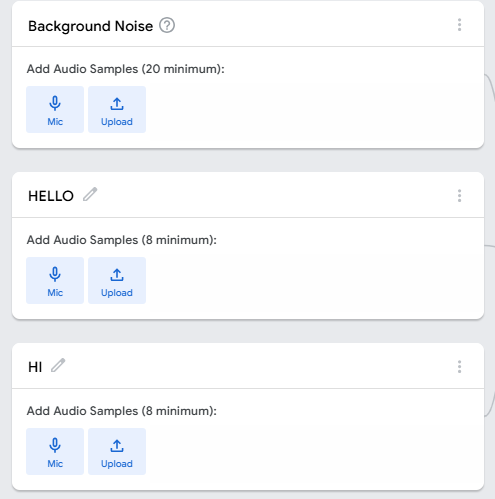 Background Noise
Add Audio Samples (20 minimum):
Mic Upload
HELLO
Add Audio Samples (8 minimum):
Mic Upload
HI
Add Audio Samples (8 minimum):
Mic Upload